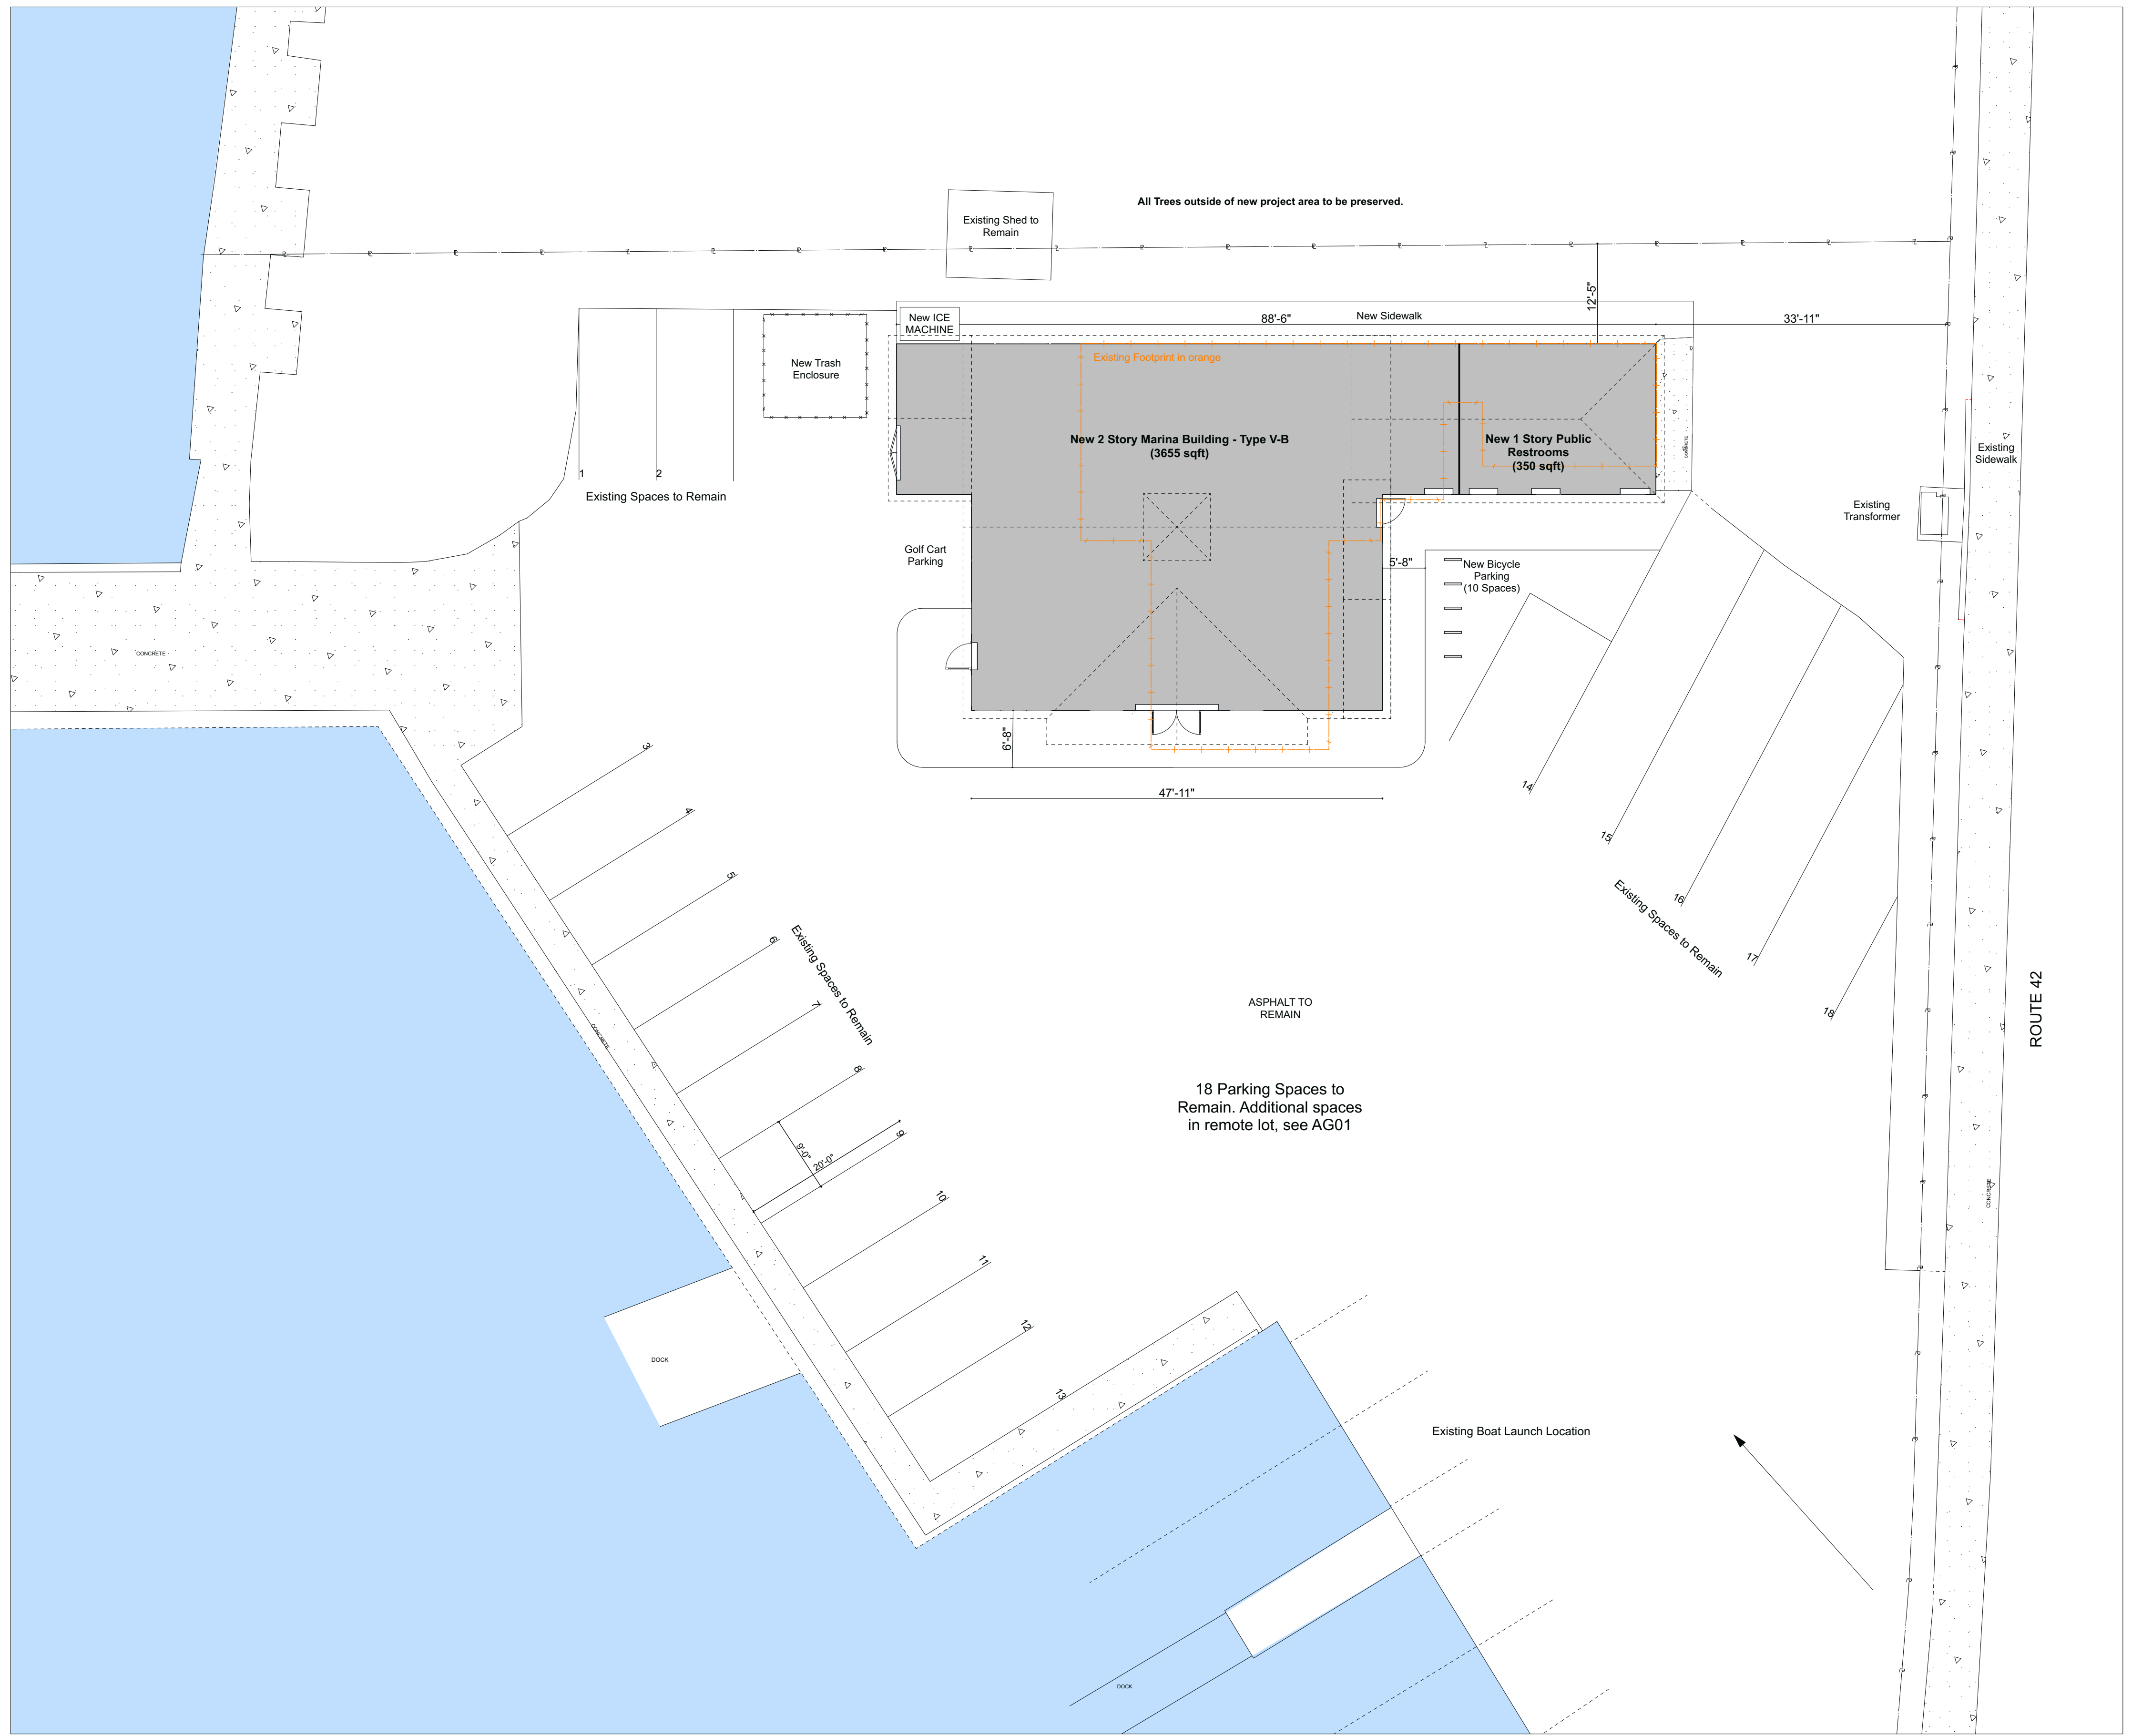 All Trees outside of new project area to be preserved.
Existing Shed to
Remain
12'-5"
New ICE
MACHINE
88'-6"
New Sidewalk
33'-11"
Existing Footprint in orange
New Trash
Enclosure
New 2 Story Marina Building - Type V-B
(3655 sqft)
New 1 Story Public
Restrooms
(350 sqft)
CONCRETE
Existing
Sidewalk
1
2
Existing Spaces to Remain
Existing
Transformer
Golf Cart
Parking
5'-8"
New Bicycle
Parking
(10 Spaces)
CONCRETE
6'-8"
47'-11"
3
4
5
6
7
8
9
10
11
12
13
14
15
16
17
18
Existing Spaces to Remain
Existing Spaces to Remain
9'-0"
20'-0"
CONCRETE
ASPHALT TO
REMAIN
18 Parking Spaces to
Remain. Additional spaces
in remote lot, see AG01
ROUTE 42
CONCRETE
DOCK
Existing Boat Launch Location
DOCK